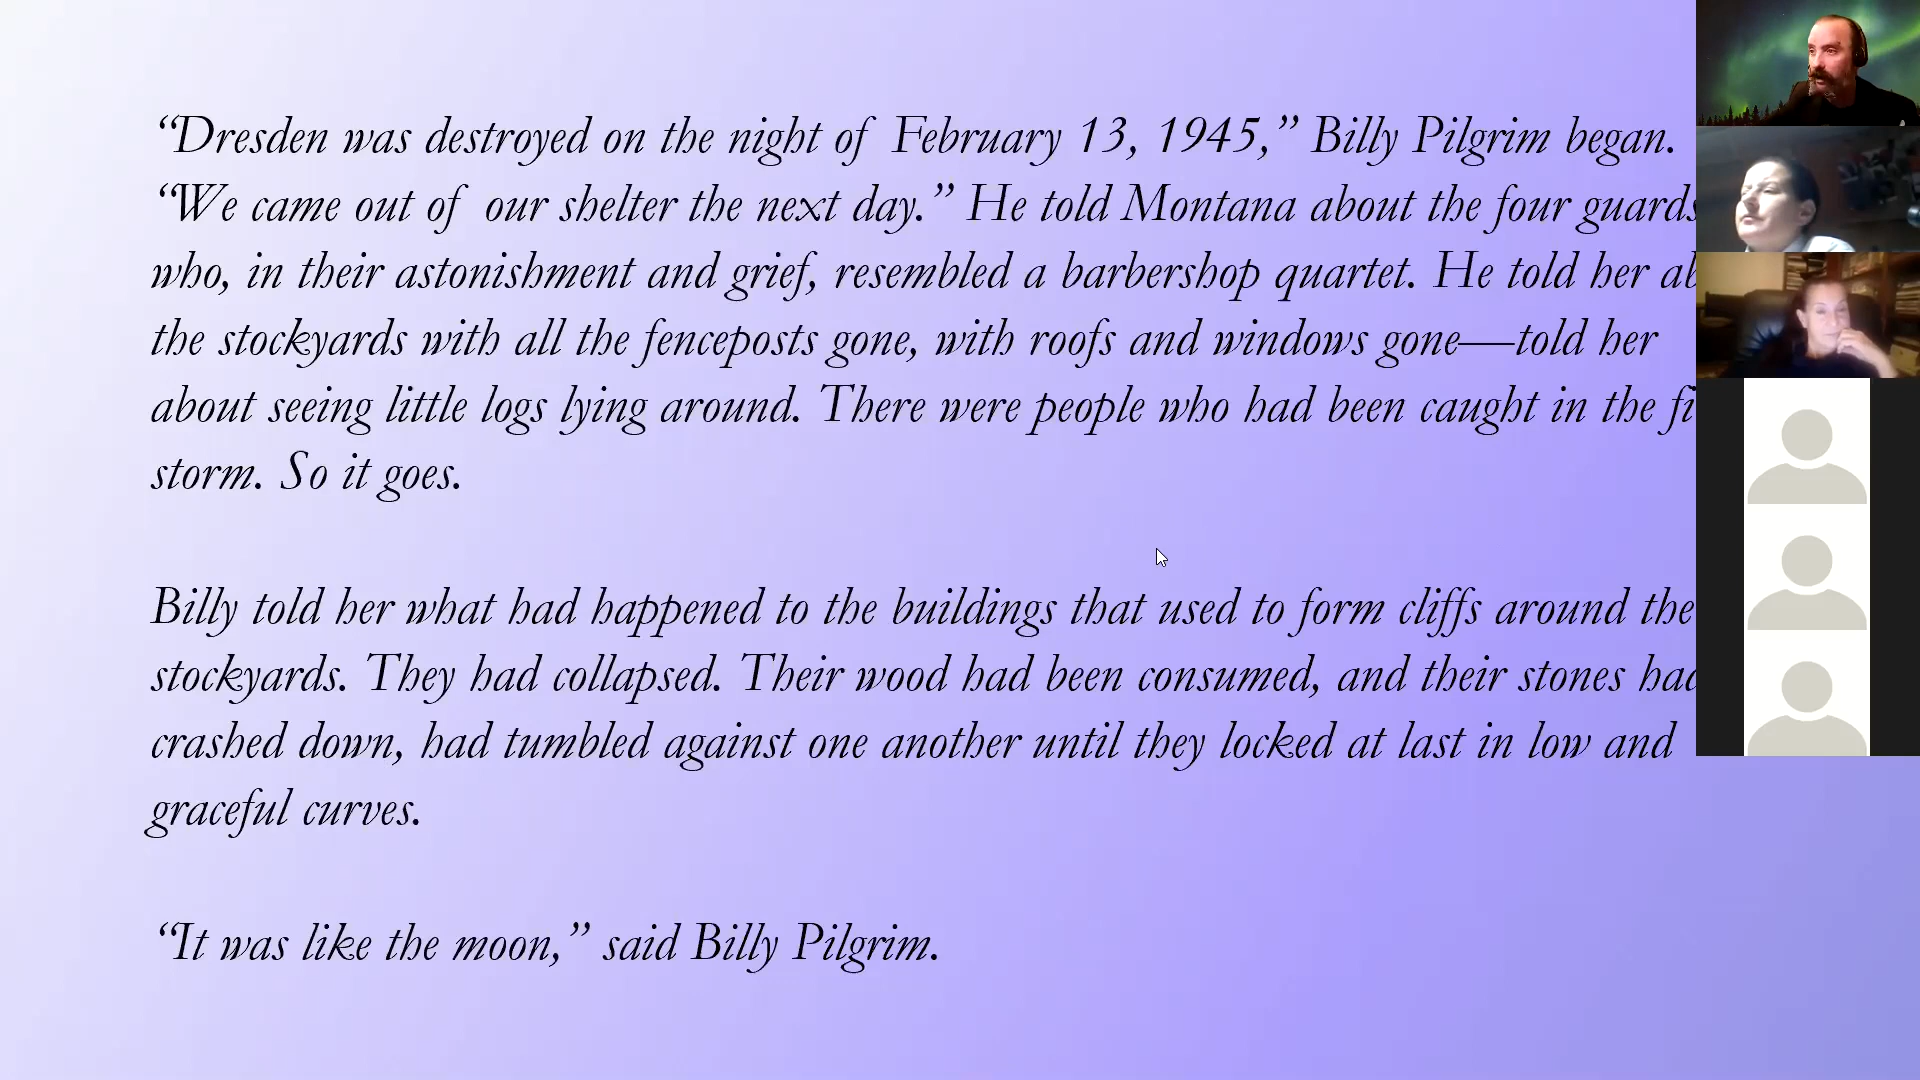 “Dresden was destroyed on the night of February 13, 1945,” Billy Pilgrim began.
“We came out of our shelter the next day.” He told Montana about the four guards
who, in their astonishment and grief, resembled a barbershop quartet. He told her
the stockyards with all the fenceposts gone, with roofs and windows gone—told her
about seeing little logs lying around. There were people who had been caught in the
storm. So it goes.
Billy told her what had happened to the buildings that used to form cliffs around the
stockyards. They had collapsed. Their wood had been consumed, and their stones had
crashed down, had tumbled against one another until they locked at last in low and
graceful curves.
“It was like the moon,” said Billy Pilgrim.